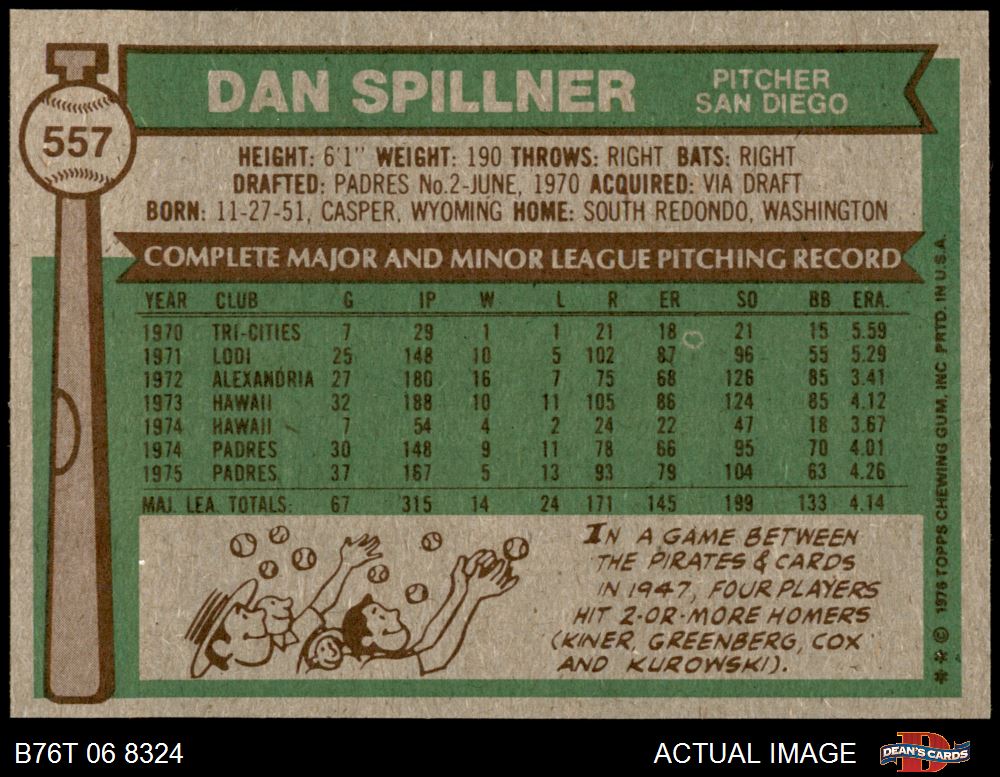 557
DAN SPILLNER
PITCHER
SAN DIEGO
HEIGHT: 6'1" WEIGHT: 190 THROWS: RIGHT BATS: RIGHT
DRAFTED: PADRES No.2-JUNE, 1970 ACQUIRED: VIA DRAFT
BORN: 11-27-51, CASPER, WYOMING HOME: SOUTH REDONDO, WASHINGTON
COMPLETE MAJOR AND MINOR LEAGUE PITCHING RECORD
YEAR CLUB G IP W L R ER SO BB ERA.
1970 TRI-CITIES 7 29 1 1 21 18 21 15 5.59
1971 LODI 25 148 10 5 102 87 96 55 5.29
1972 ALEXANDRIA 27 180 16 7 75 68 126 85 3.41
1973 HAWAII 32 188 10 11 105 86 124 85 4.12
1974 HAWAII 7 54 4 2 24 22 47 18 3.67
1974 PADRES 30 148 9 11 78 66 95 70 4.01
1975 PADRES 37 167 5 13 93 79 104 63 4.26
MAJ. LEA. TOTALS: 67 315 14 24 171 145 199 133 4.14
IN A GAME BETWEEN
THE PIRATES & CARDS
IN 1947, FOUR PLAYERS
HIT 2-OR-MORE HOMERS
(KINER, GREENBERG, COX
AND KUROWSKI).
** © 1976 TOPPS CHEWING GUM, INC PRTD. IN U.S.A.
B76T 06 8324
ACTUAL IMAGE
DEAN'S CARDS